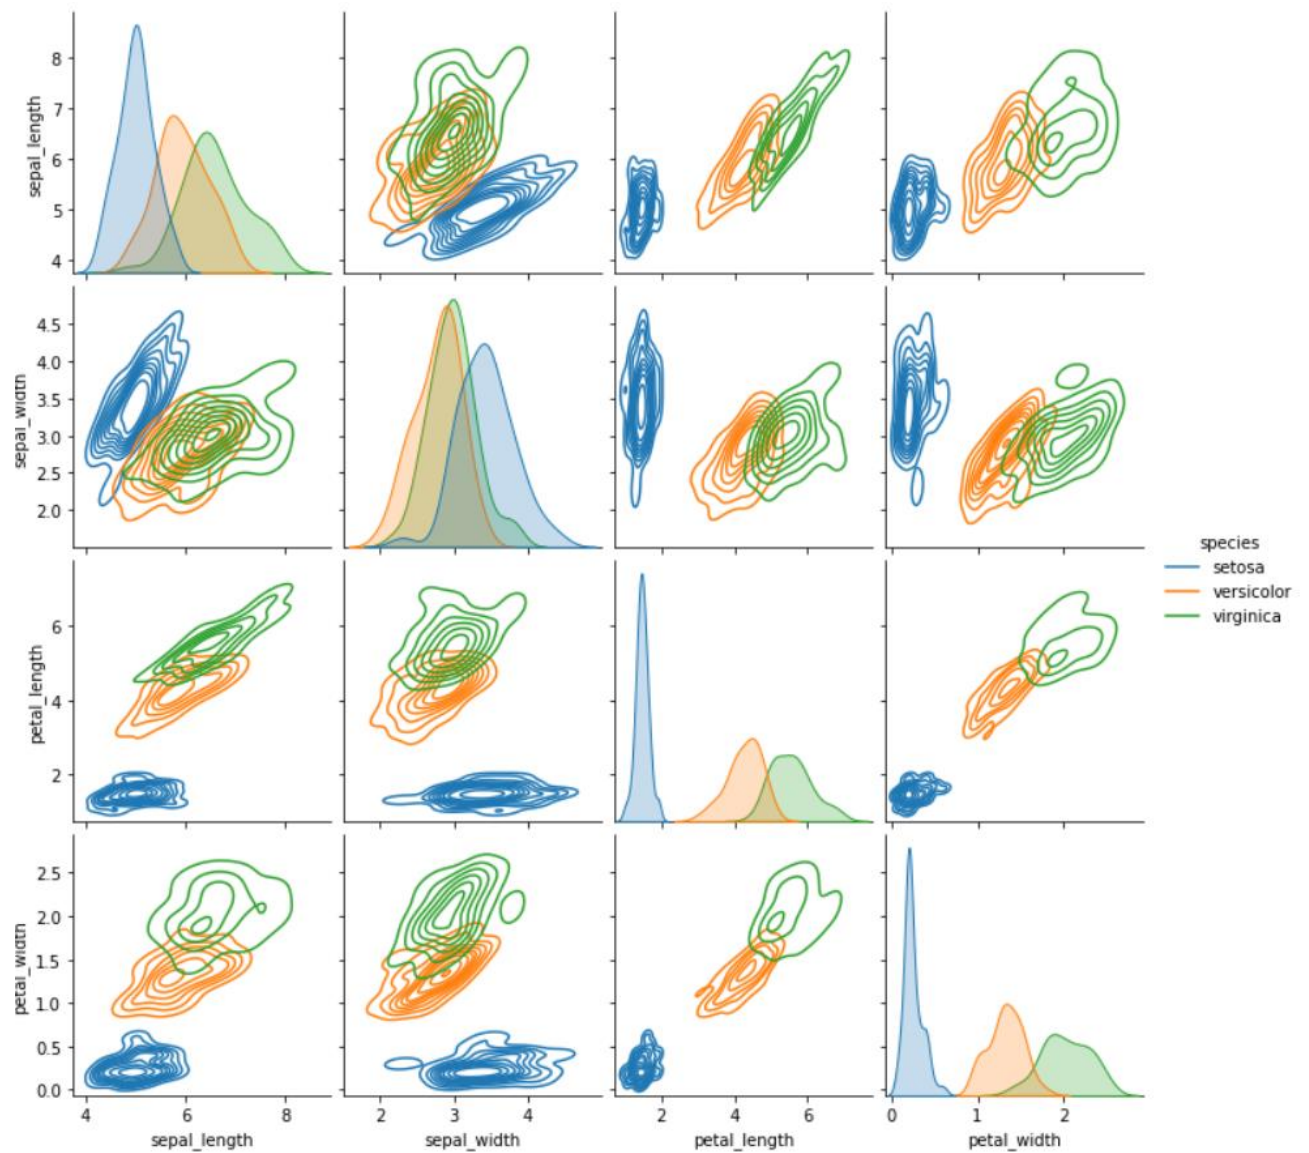 sepal_length
8
7
6
5
4
sepal_width
4.5
4.0
3.5
3.0
2.5
2.0
petal_length
6
4
2
petal_width
2.5
2.0
1.5
1.0
0.5
0.0
4 6 8
sepal_length
2 3 4
sepal_width
2 4 6
petal_length
0 1 2
petal_width
species
setosa
versicolor
virginica